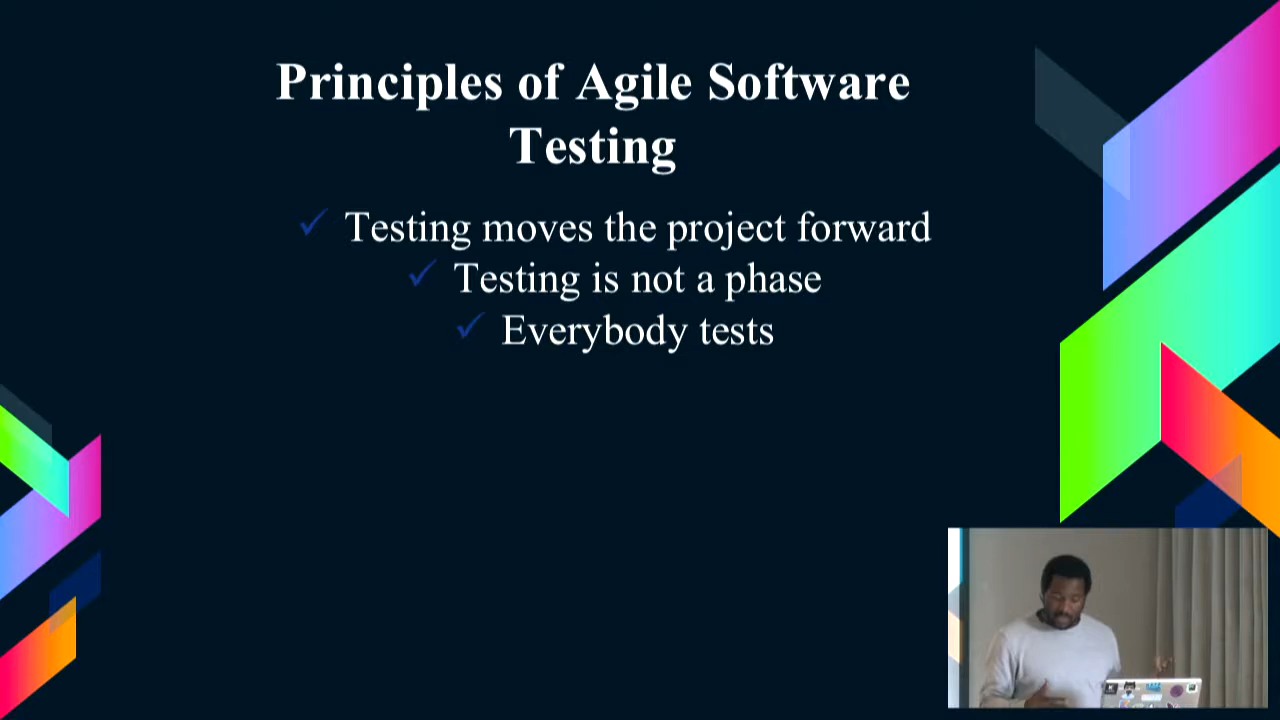 Principles of Agile Software
Testing
✓ Testing moves the project forward
✓ Testing is not a phase
✓ Everybody tests